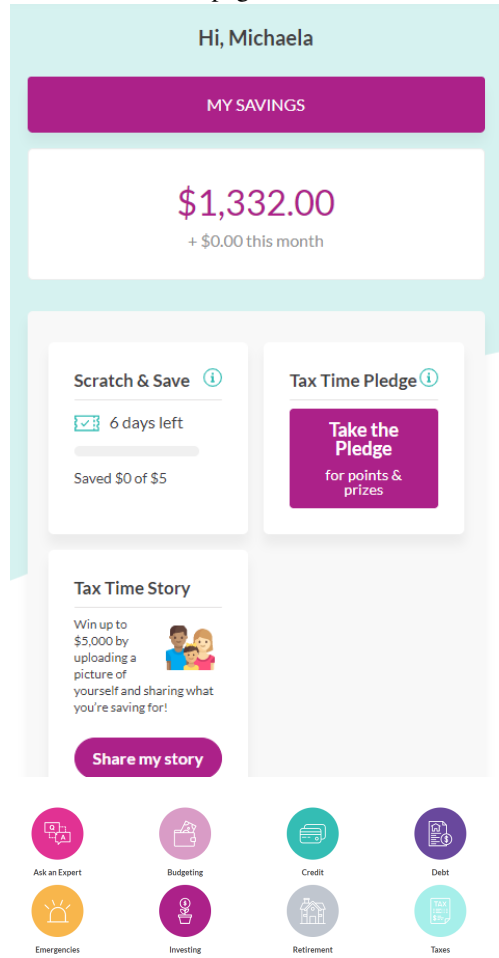 Hi, Michaela
MY SAVINGS
$1,332.00
+ $0.00 this month
Scratch & Save
6 days left
Saved $0 of $5
Tax Time Pledge
Take the
Pledge
for points &
prizes
Tax Time Story
Win up to
$5,000 by
uploading a
picture of
yourself and sharing what
you're saving for!
Share my story
Ask an Expert
Budgeting
Credit
Debt
Emergencies
Investing
Retirement
Taxes